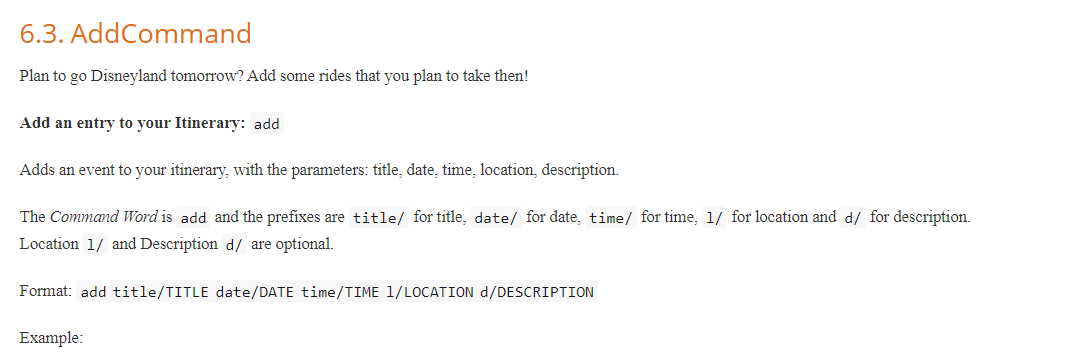 6.3. AddCommand
Plan to go Disneyland tomorrow? Add some rides that you plan to take then!
Add an entry to your Itinerary: add
Adds an event to your itinerary, with the parameters: title, date, time, location, description.
The Command Word is add and the prefixes are title/ for title, date/ for date, time/ for time, l/ for location and d/ for description.
Location l/ and Description d/ are optional.
Format: add title/TITLE date/DATE time/TIME l/LOCATION d/DESCRIPTION
Example: